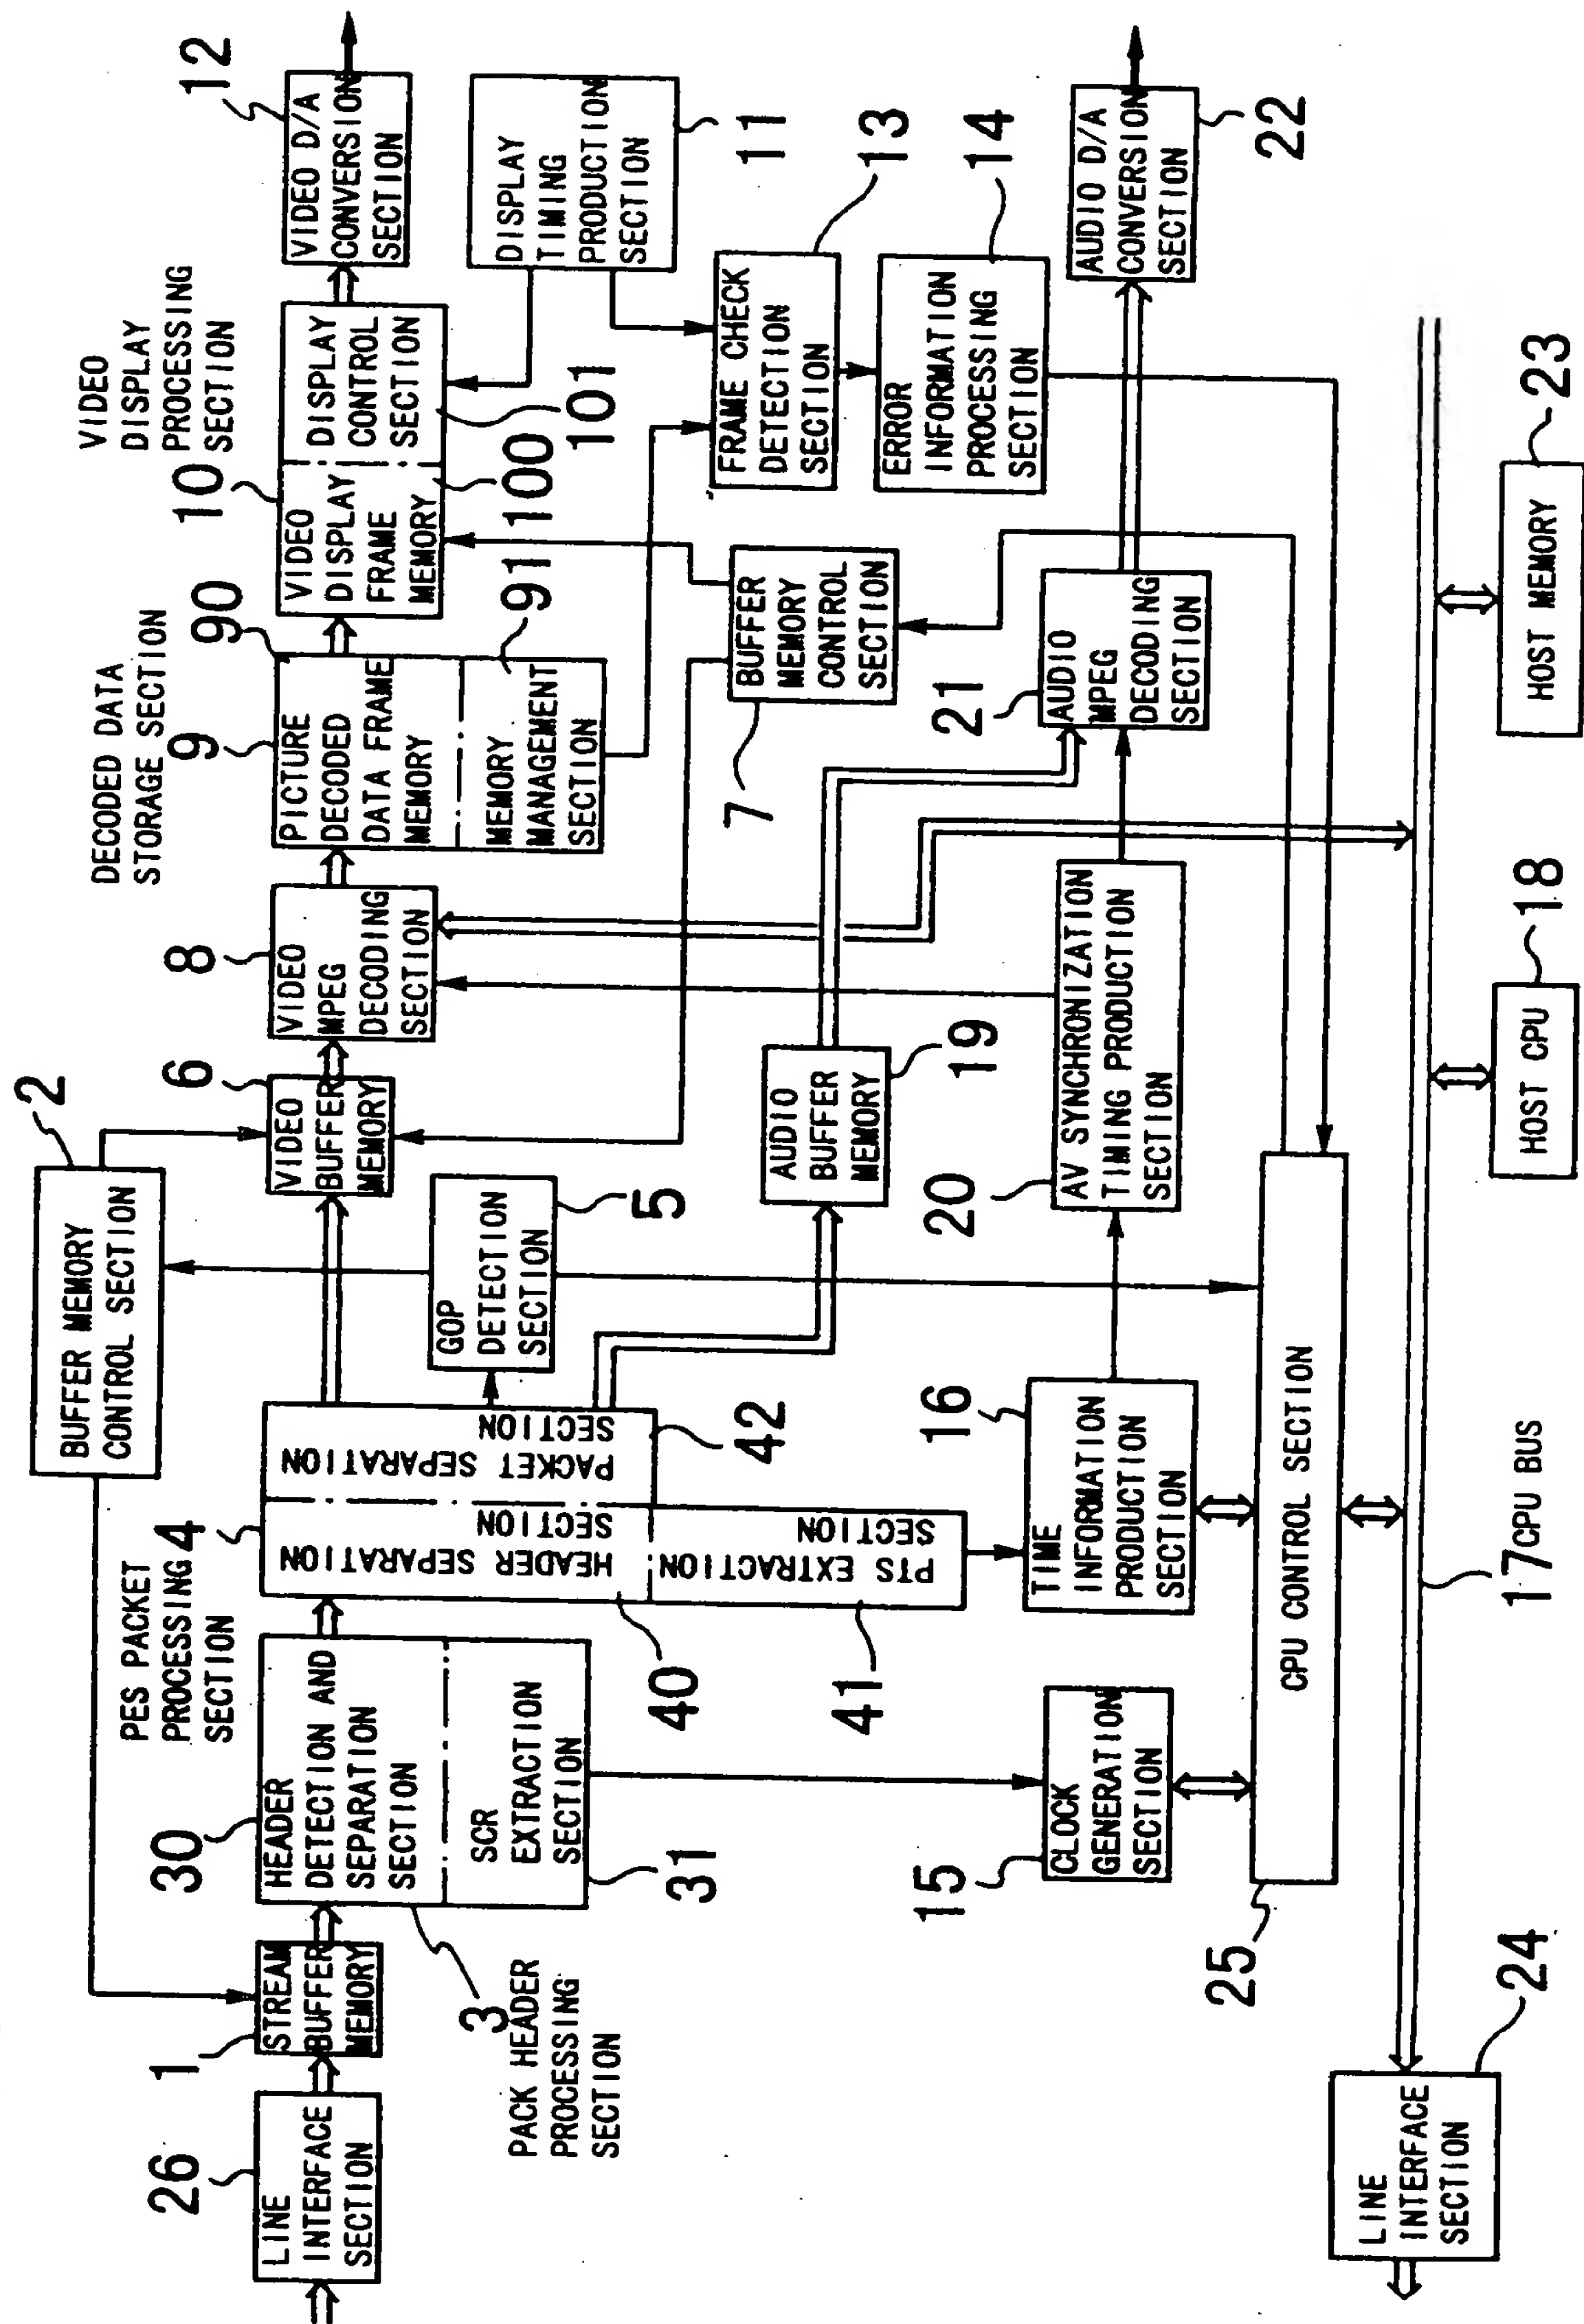 26
LINE
INTERFACE
SECTION
1
STREAM
BUFFER
MEMORY
2
BUFFER MEMORY
CONTROL SECTION
30
HEADER
DETECTION AND
SEPARATION
SECTION
SCR
EXTRACTION
SECTION
31
3
PACK HEADER
PROCESSING
SECTION
PES PACKET
PROCESSING
SECTION
4
HEADER SEPARATION
SECTION
PACKET SEPARATION
SECTION
PTS EXTRACTION
SECTION
40
41
42
GOP
DETECTION
SECTION
5
6
VIDEO
BUFFER
MEMORY
8
VIDEO
MPEG
DECODING
SECTION
DECODED DATA
STORAGE SECTION
9
90
PICTURE
DECODED
DATA FRAME
MEMORY
MEMORY
MANAGEMENT
SECTION
91
VIDEO
DISPLAY
PROCESSING
SECTION
10
VIDEO
DISPLAY
FRAME
MEMORY
100
DISPLAY
CONTROL
SECTION
101
12
VIDEO D/A
CONVERSION
SECTION
DISPLAY
TIMING
PRODUCTION
SECTION
11
FRAME CHECK
DETECTION
SECTION
13
ERROR
INFORMATION
PROCESSING
SECTION
14
BUFFER
MEMORY
CONTROL
SECTION
7
AUDIO
BUFFER
MEMORY
19
21
AUDIO
MPEG
DECODING
SECTION
AUDIO D/A
CONVERSION
SECTION
22
15
CLOCK
GENERATION
SECTION
16
TIME
INFORMATION
PRODUCTION
SECTION
20
AV SYNCHRONIZATION
TIMING PRODUCTION
SECTION
25
CPU CONTROL SECTION
17
CPU BUS
LINE
INTERFACE
SECTION
24
HOST CPU
18
HOST MEMORY
23